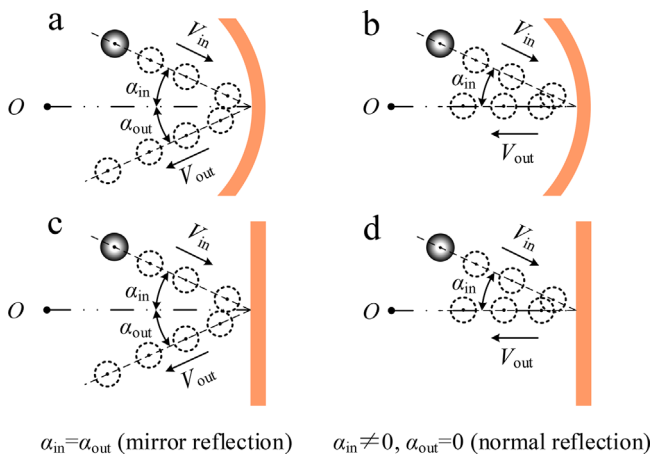 a
V_in
α_in
O
α_out
V_out
b
V_in
α_in
O
V_out
c
V_in
α_in
O
α_out
V_out
d
V_in
α_in
O
V_out
α_in=α_out (mirror reflection)
α_in≠0, α_out=0 (normal reflection)